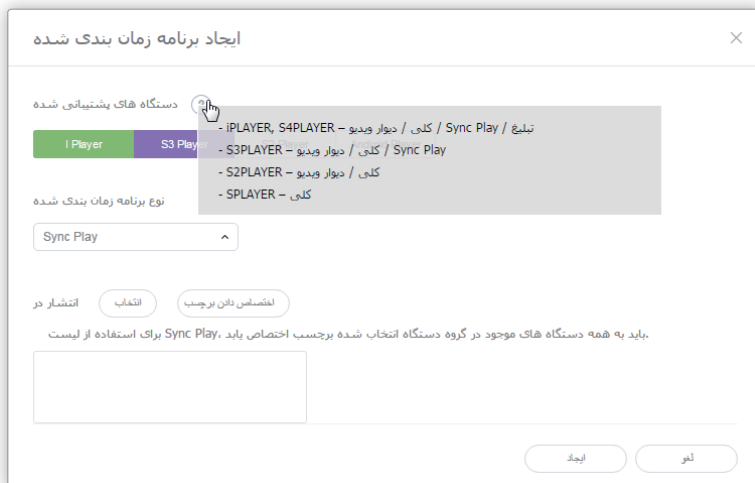 ایجاد برنامه زمان بندی شده
دستگاه های پشتیبانی شده
I Player
S3 Player
- iPLAYER, S4PLAYER – کلی / دیوار ویدیو / Sync Play / تبلیغ
- S3PLAYER – کلی / دیوار ویدیو / Sync Play
- S2PLAYER – کلی / دیوار ویدیو
- SPLAYER – کلی
نوع برنامه زمان بندی شده
Sync Play
انتشار در
انتخاب
اختصاص دادن برچسب
برای استفاده از لیست Sync Play، باید به همه دستگاه های موجود در گروه دستگاه انتخاب شده برچسب اختصاص یابد.
ایجاد
لغو